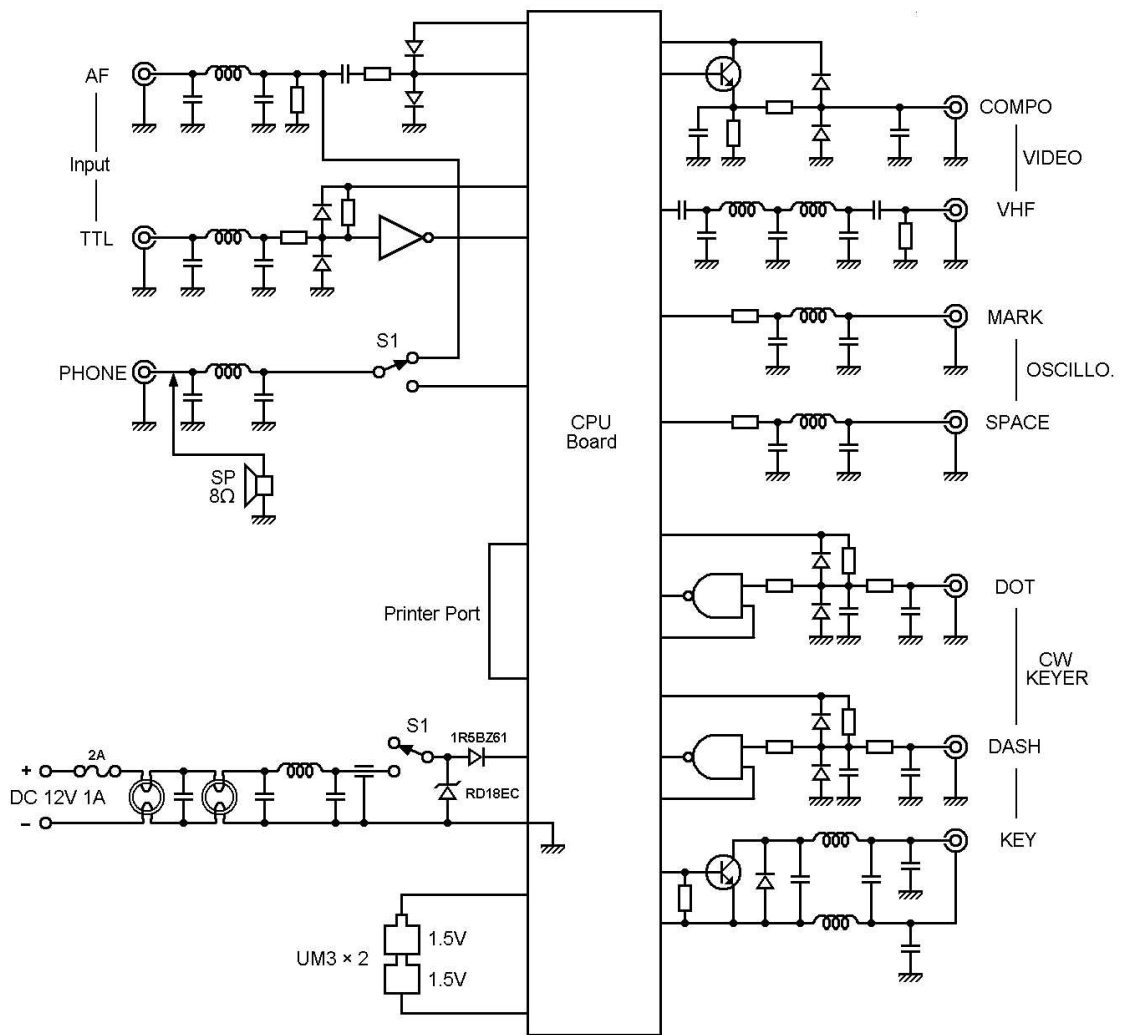 AF
Input
TTL
PHONE
S1
SP
8Ω
CPU
Board
Printer Port
S1
1R5BZ61
2A
+
DC 12V 1A
−
RD18EC
UM3 × 2
1.5V
1.5V
COMPO
VIDEO
VHF
MARK
OSCILLO.
SPACE
DOT
CW
KEYER
DASH
KEY